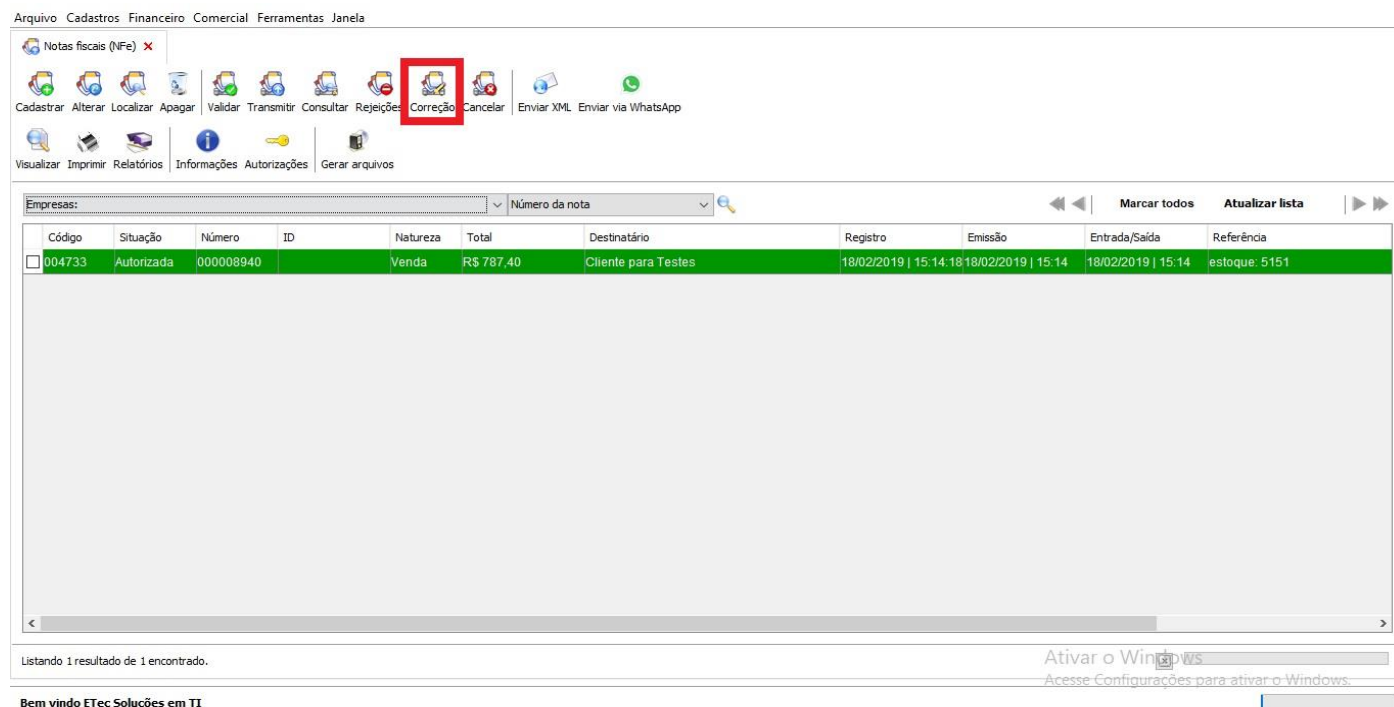 Arquivo Cadastros Financeiro Comercial Ferramentas Janela
Notas fiscais (NFe)
Cadastrar Alterar Localizar Apagar Validar Transmitir Consultar Rejeições Correção Cancelar Enviar XML Enviar via WhatsApp
Visualizar Imprimir Relatórios Informações Autorizações Gerar arquivos
Empresas: Número da nota Marcar todos Atualizar lista
Código Situação Número ID Natureza Total Destinatário Registro Emissão Entrada/Saída Referência
004733 Autorizada 000008940 Venda R$ 787,40 Cliente para Testes 18/02/2019 | 15:14:18 18/02/2019 | 15:14 18/02/2019 | 15:14 estoque: 5151
Listando 1 resultado de 1 encontrado.
Ativar o Windows
Acesse Configurações para ativar o Windows.
Bem vindo ETec Soluções em TI